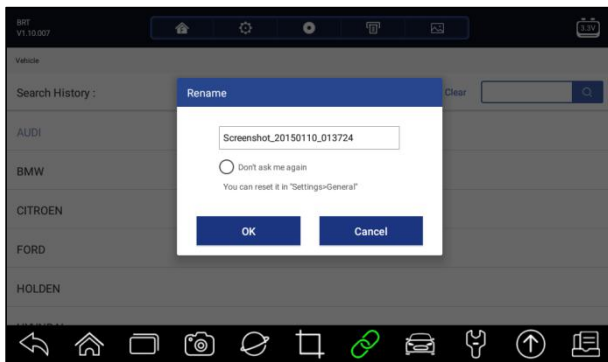 BRT
V1.10.007
3.3V
Vehicle
Search History :
Clear
AUDI
BMW
CITROEN
FORD
HOLDEN
Rename
Screenshot_20150110_013724
Don't ask me again
You can reset it in "Settings>General"
OK
Cancel